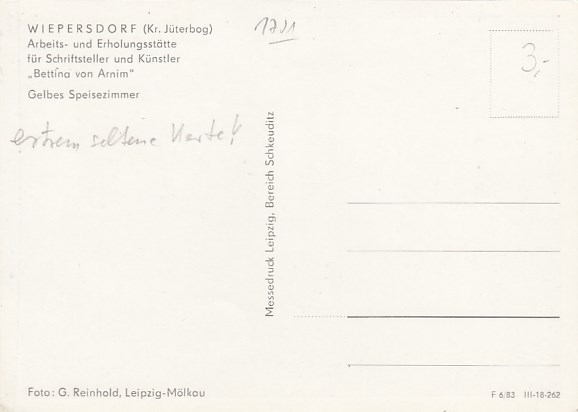 WIEPERSDORF (Kr. Jüterbog)
Arbeits- und Erholungsstätte
für Schriftsteller und Künstler
„Bettina von Arnim“
Gelbes Speisezimmer
1791
3,-
extrem seltene Karte!
Messedruck Leipzig, Bereich Schkeuditz
Foto: G. Reinhold, Leipzig-Mölkau
F 6/83 III-18-262